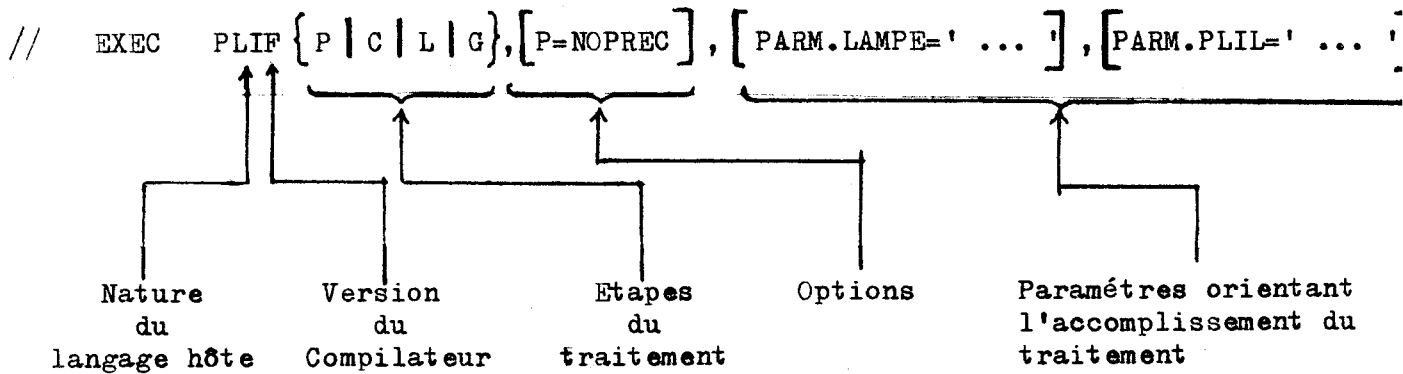 // EXEC PLIF { P | C | L | G},[P=NOPREC ], [ PARM.LAMPE=' ... '], [PARM.PLIL=' ... '
Nature
du
langage hôte
Version
du
Compilateur
Etapes
du
traitement
Options
Paramétres orientant
l'accomplissement du
traitement